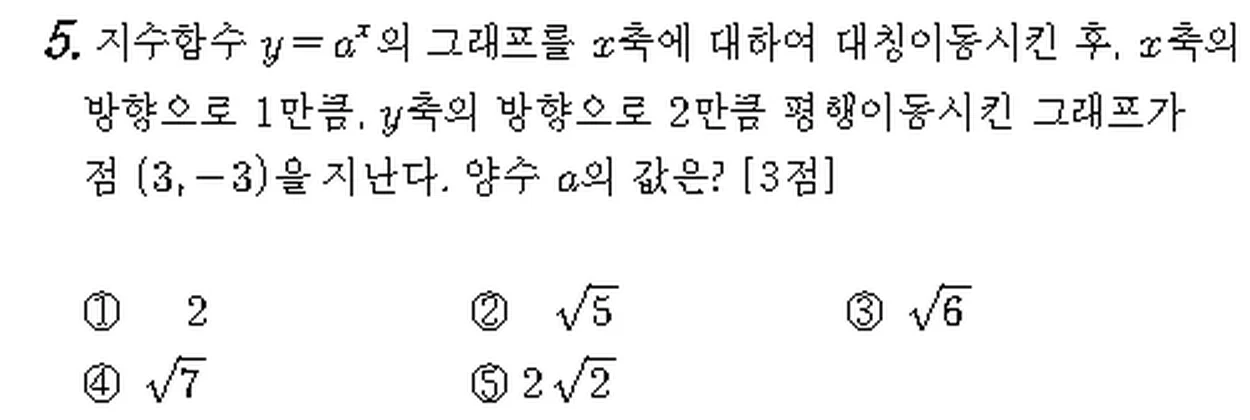 5. 지수함수 y=aˣ의 그래프를 x축에 대하여 대칭이동시킨 후, x축의
방향으로 1만큼, y축의 방향으로 2만큼 평행이동시킨 그래프가
점 (3, −3)을 지난다. 양수 a의 값은? [3점]
① 2 ② √5 ③ √6
④ √7 ⑤ 2√2